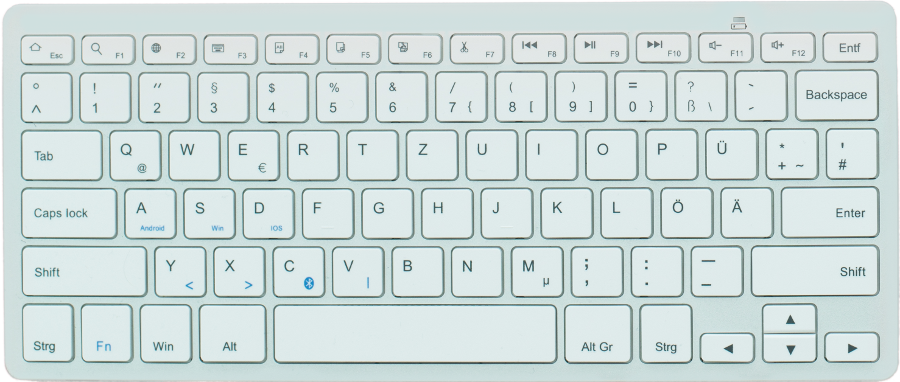 Esc F1 F2 F3 F4 F5 F6 F7 F8 F9 F10 F11 F12 Entf
° ! " § $ % & / ( ) = ? `
^ 1 2 3 4 5 6 7 { 8 [ 9 ] 0 } ß \ ´ Backspace
Tab Q @ W E € R T Z U I O P Ü * + ~ ' #
Caps lock A Android S Win D IOS F G H J K L Ö Ä Enter
Shift Y < X > C V | B N M µ ; , : . — _ Shift
Strg Fn Win Alt Alt Gr Strg